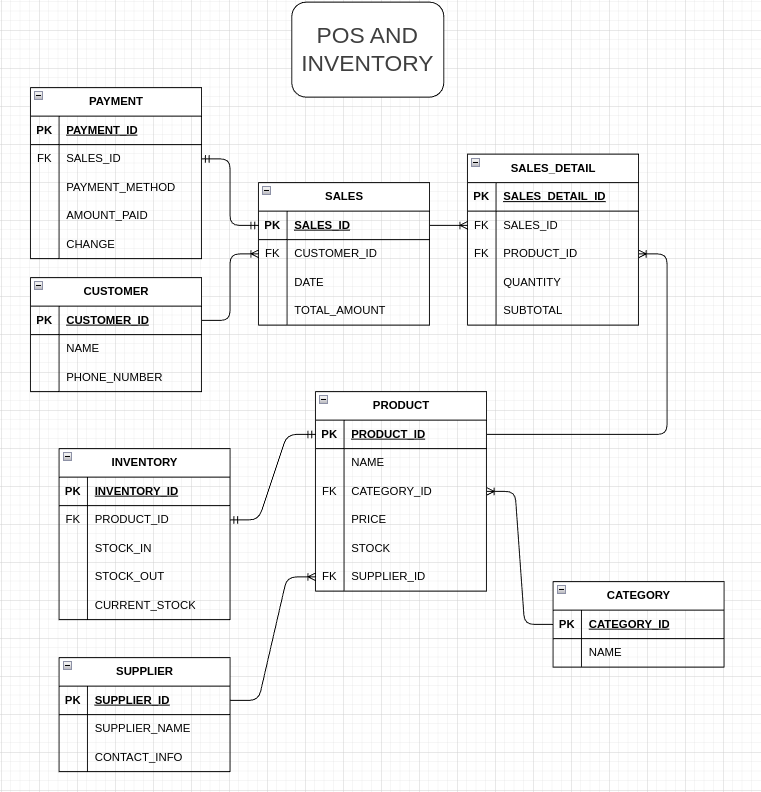 POS AND
INVENTORY
PAYMENT
PK PAYMENT_ID
FK SALES_ID
PAYMENT_METHOD
AMOUNT_PAID
CHANGE
CUSTOMER
PK CUSTOMER_ID
NAME
PHONE_NUMBER
SALES
PK SALES_ID
FK CUSTOMER_ID
DATE
TOTAL_AMOUNT
SALES_DETAIL
PK SALES_DETAIL_ID
FK SALES_ID
FK PRODUCT_ID
QUANTITY
SUBTOTAL
PRODUCT
PK PRODUCT_ID
NAME
FK CATEGORY_ID
PRICE
STOCK
FK SUPPLIER_ID
INVENTORY
PK INVENTORY_ID
FK PRODUCT_ID
STOCK_IN
STOCK_OUT
CURRENT_STOCK
CATEGORY
PK CATEGORY_ID
NAME
SUPPLIER
PK SUPPLIER_ID
SUPPLIER_NAME
CONTACT_INFO